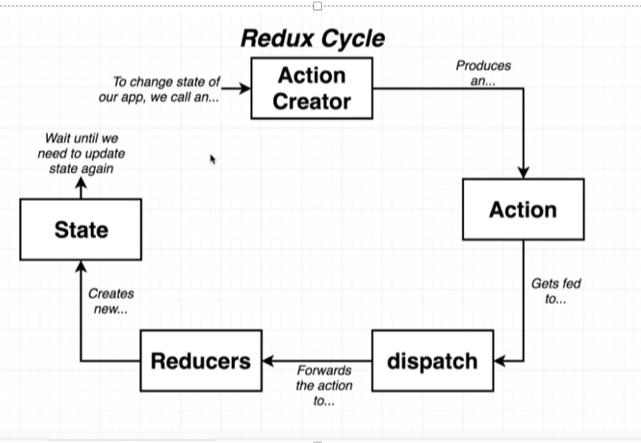 Redux Cycle
To change state of
our app, we call an...
Action
Creator
Produces
an...
Action
Gets fed
to...
dispatch
Forwards
the action
to...
Reducers
Creates
new...
State
Wait until we
need to update
state again